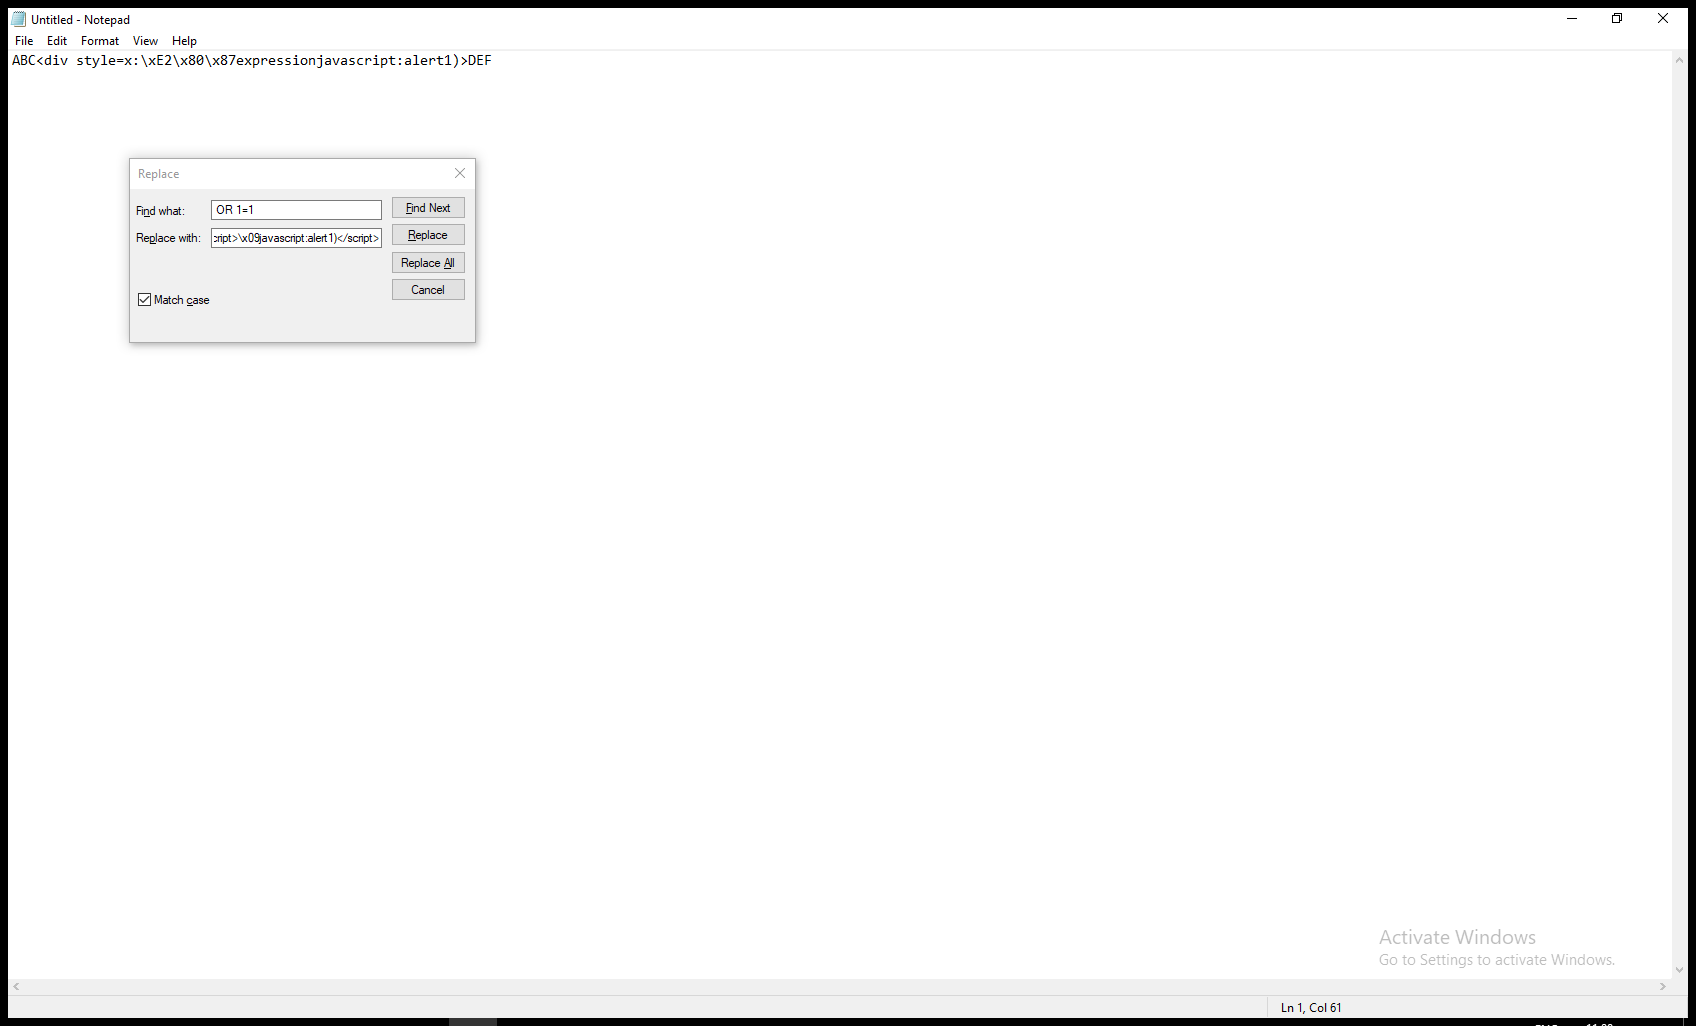 Untitled - Notepad
File Edit Format View Help
ABC<div style=x:\xE2\x80\x87expressionjavascript:alert1)>DEF
Replace
Find what: OR 1=1 Find Next
Replace with: cript>\x09javascript:alert1)</script> Replace
Replace All
Cancel
Match case
Activate Windows
Go to Settings to activate Windows.
Ln 1, Col 61